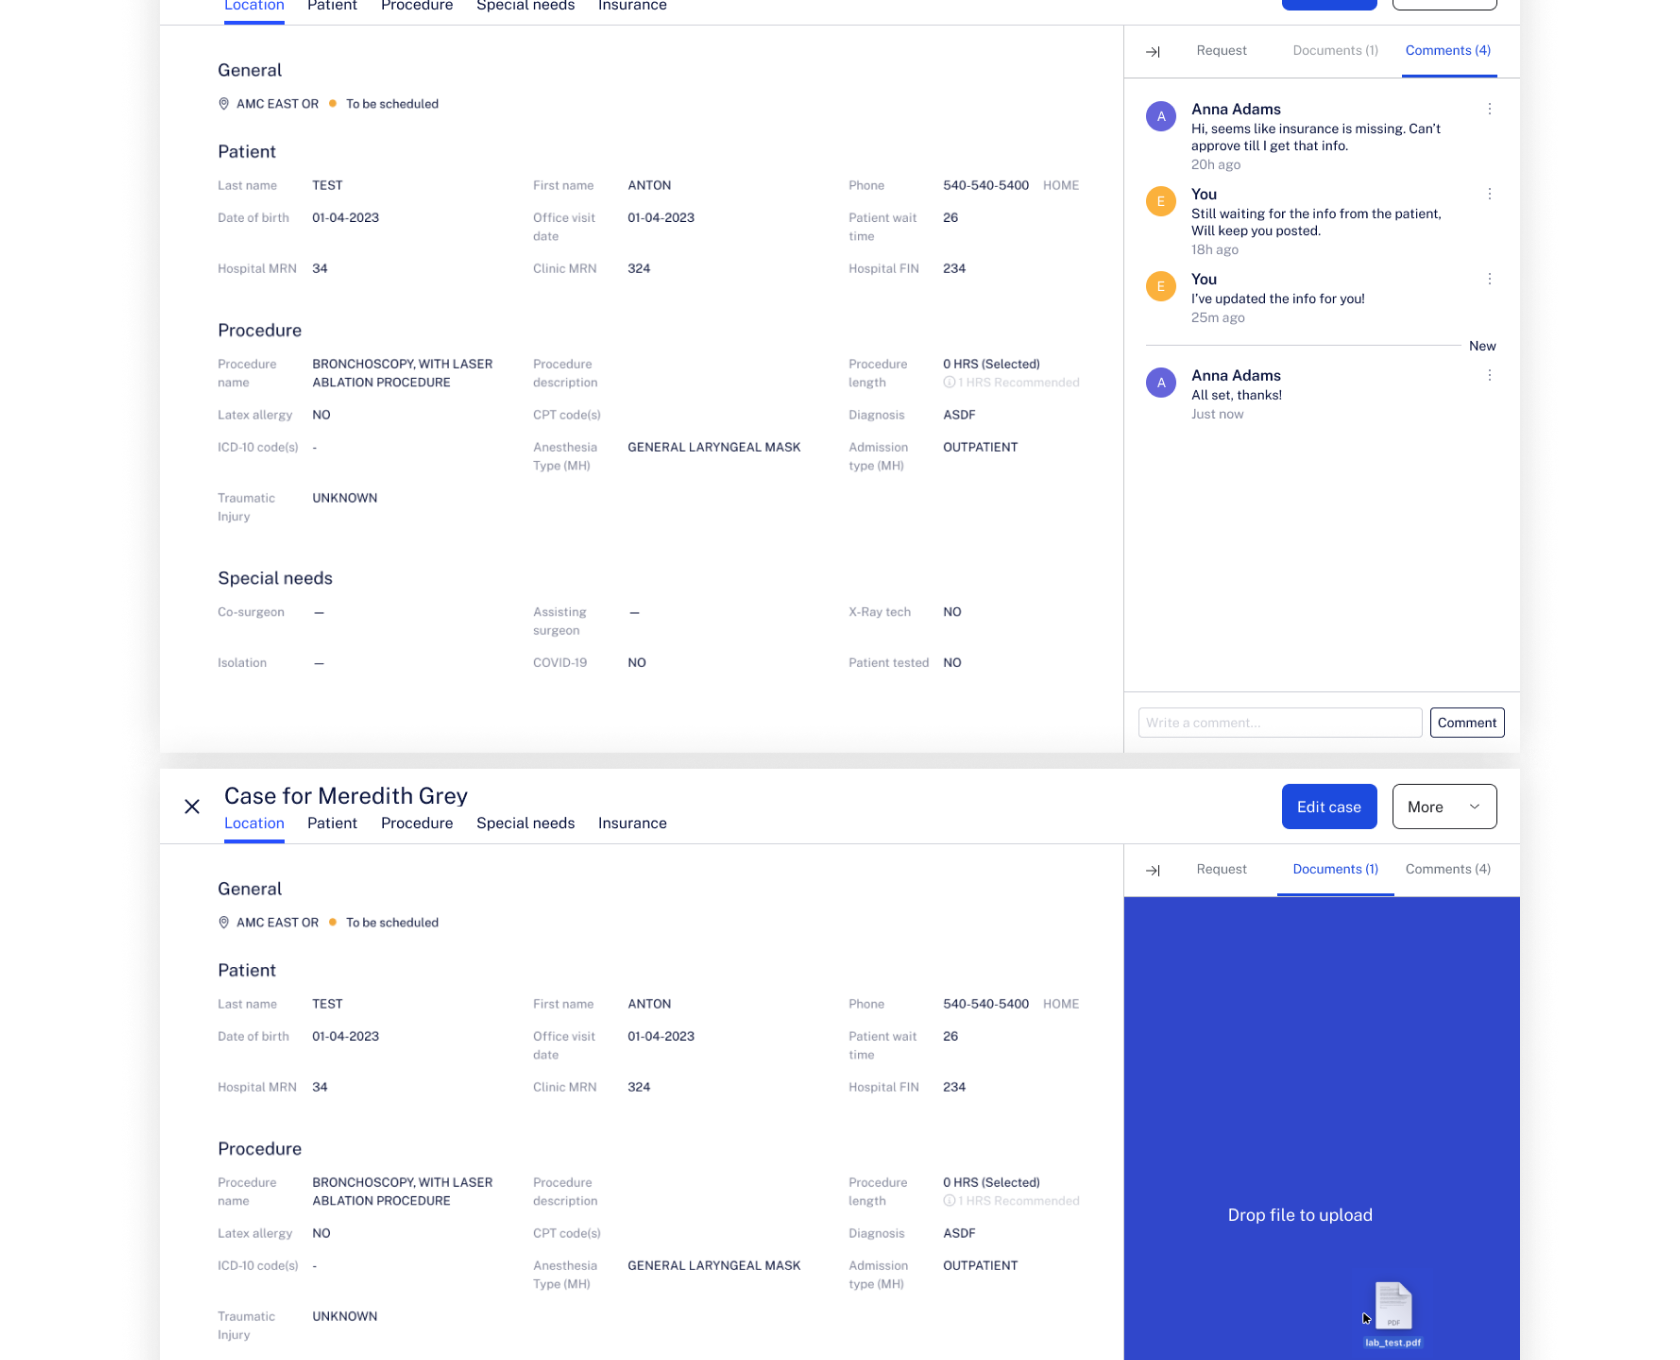 Location Patient Procedure Special needs Insurance
General
AMC EAST OR To be scheduled
Patient
Last name TEST First name ANTON Phone 540-540-5400 HOME
Date of birth 01-04-2023 Office visit date 01-04-2023 Patient wait time 26
Hospital MRN 34 Clinic MRN 324 Hospital FIN 234
Procedure
Procedure name BRONCHOSCOPY, WITH LASER ABLATION PROCEDURE Procedure description Procedure length 0 HRS (Selected) 1 HRS Recommended
Latex allergy NO CPT code(s) Diagnosis ASDF
ICD-10 code(s) - Anesthesia Type (MH) GENERAL LARYNGEAL MASK Admission type (MH) OUTPATIENT
Traumatic Injury UNKNOWN
Special needs
Co-surgeon — Assisting surgeon — X-Ray tech NO
Isolation — COVID-19 NO Patient tested NO
Request Documents (1) Comments (4)
A Anna Adams
Hi, seems like insurance is missing. Can't
approve till I get that info.
20h ago
E You
Still waiting for the info from the patient,
Will keep you posted.
18h ago
E You
I've updated the info for you!
25m ago
New
A Anna Adams
All set, thanks!
Just now
Write a comment... Comment
Case for Meredith Grey
Location Patient Procedure Special needs Insurance
Edit case More
General
AMC EAST OR To be scheduled
Patient
Last name TEST First name ANTON Phone 540-540-5400 HOME
Date of birth 01-04-2023 Office visit date 01-04-2023 Patient wait time 26
Hospital MRN 34 Clinic MRN 324 Hospital FIN 234
Procedure
Procedure name BRONCHOSCOPY, WITH LASER ABLATION PROCEDURE Procedure description Procedure length 0 HRS (Selected) 1 HRS Recommended
Latex allergy NO CPT code(s) Diagnosis ASDF
ICD-10 code(s) - Anesthesia Type (MH) GENERAL LARYNGEAL MASK Admission type (MH) OUTPATIENT
Traumatic Injury UNKNOWN
Request Documents (1) Comments (4)
Drop file to upload
PDF
lab_test.pdf